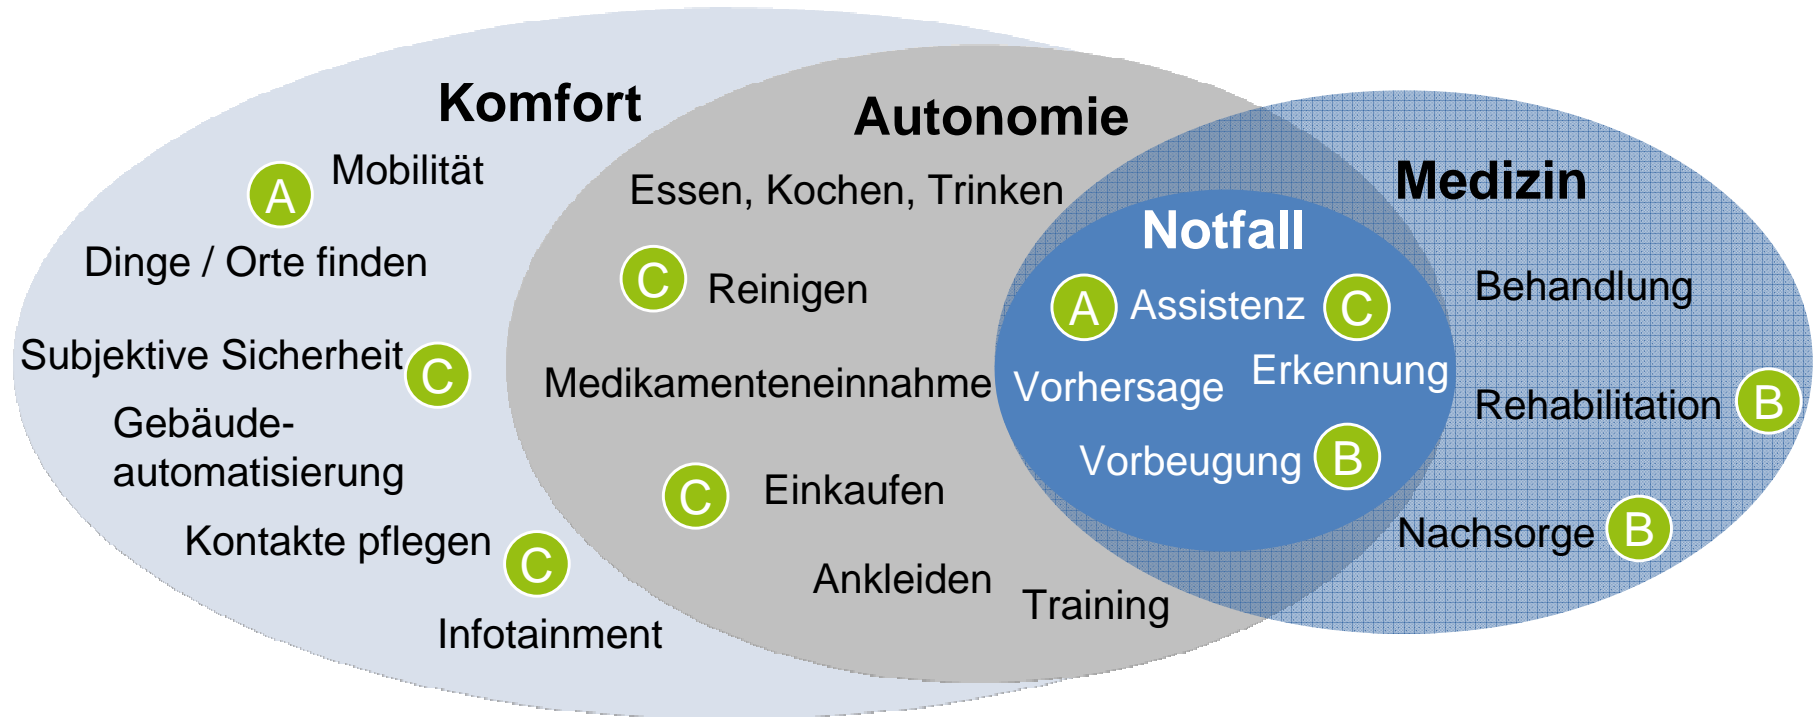 Komfort
A
Mobilität
Dinge / Orte finden
Subjektive Sicherheit
C
Gebäude-
automatisierung
Kontakte pflegen
C
Infotainment
Autonomie
Essen, Kochen, Trinken
C
Reinigen
Medikamenteneinnahme
C
Einkaufen
Ankleiden
Training
Notfall
A
Assistenz
C
Vorhersage
Erkennung
Vorbeugung
B
Medizin
Behandlung
Rehabilitation
B
Nachsorge
B